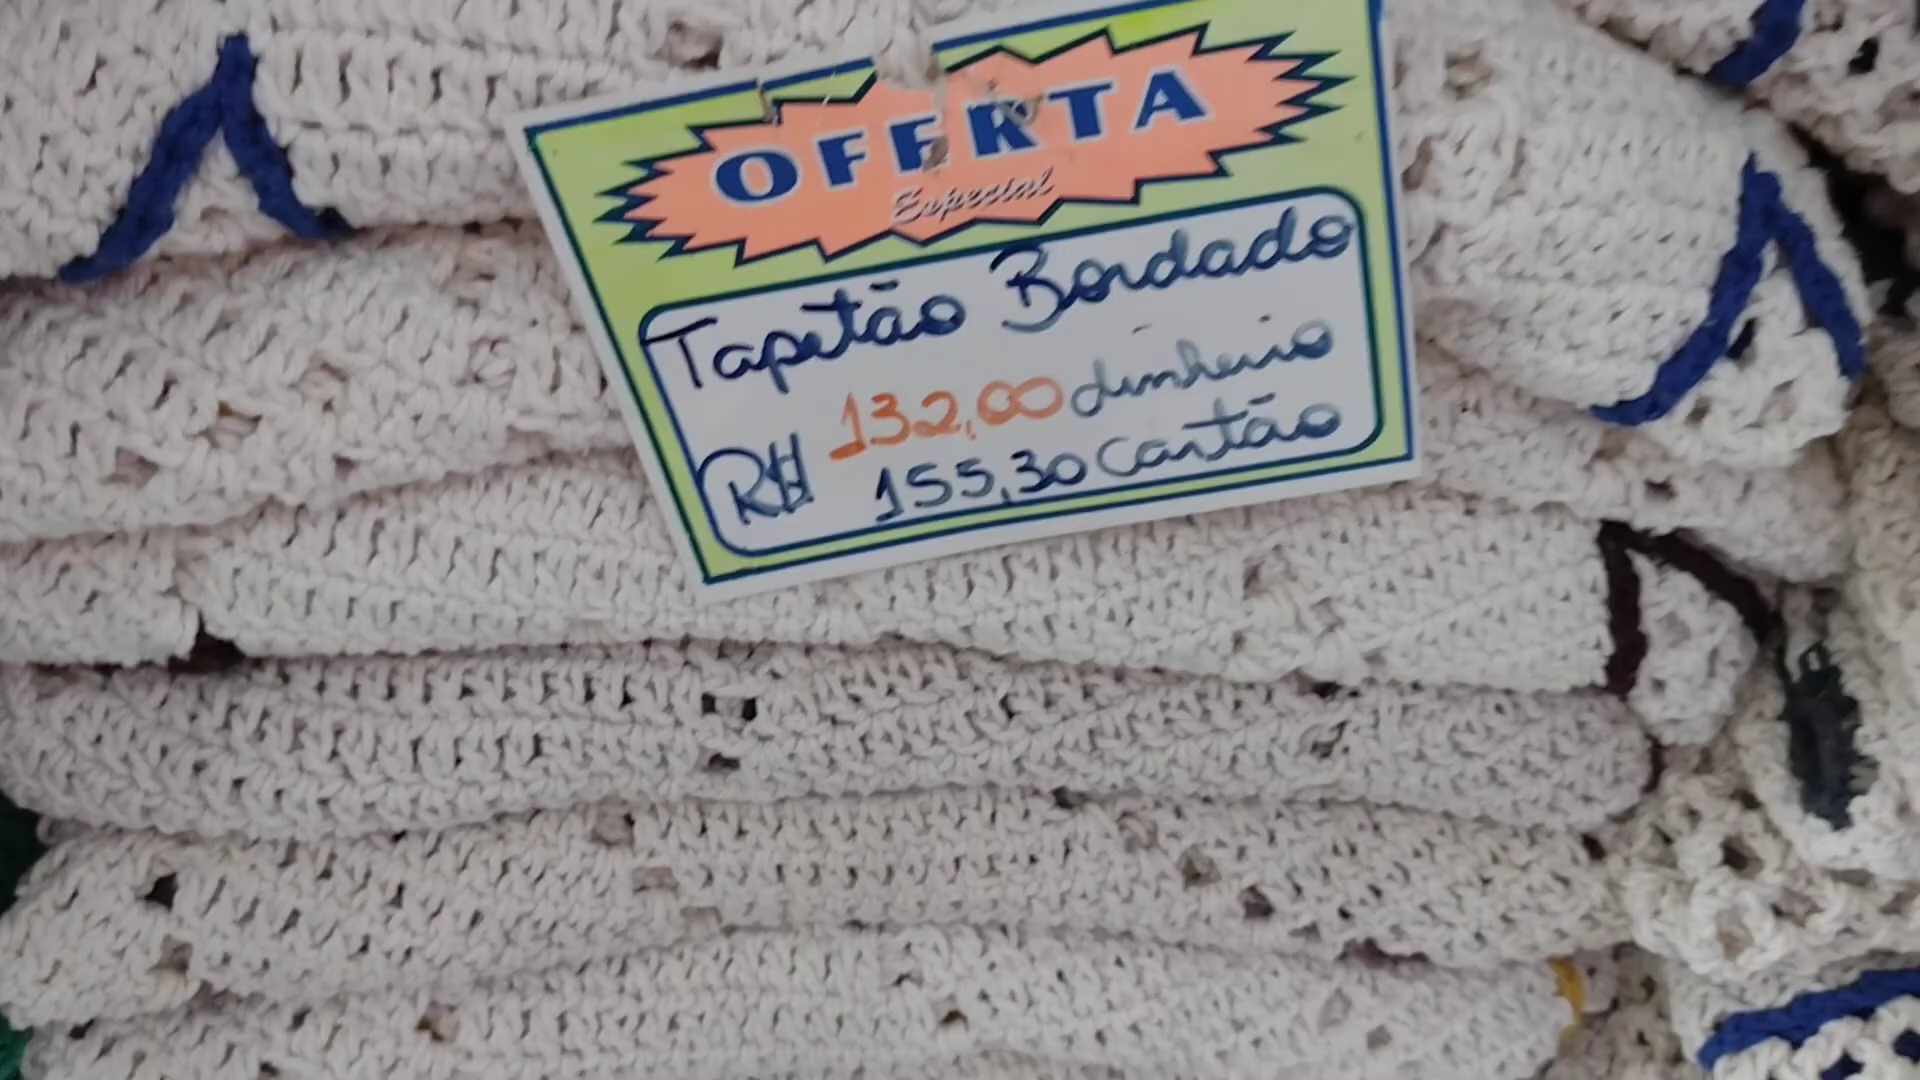 OFERTA
Especial
Tapetão Bordado
132,00 dinheiro
R$ 155,30 cartão